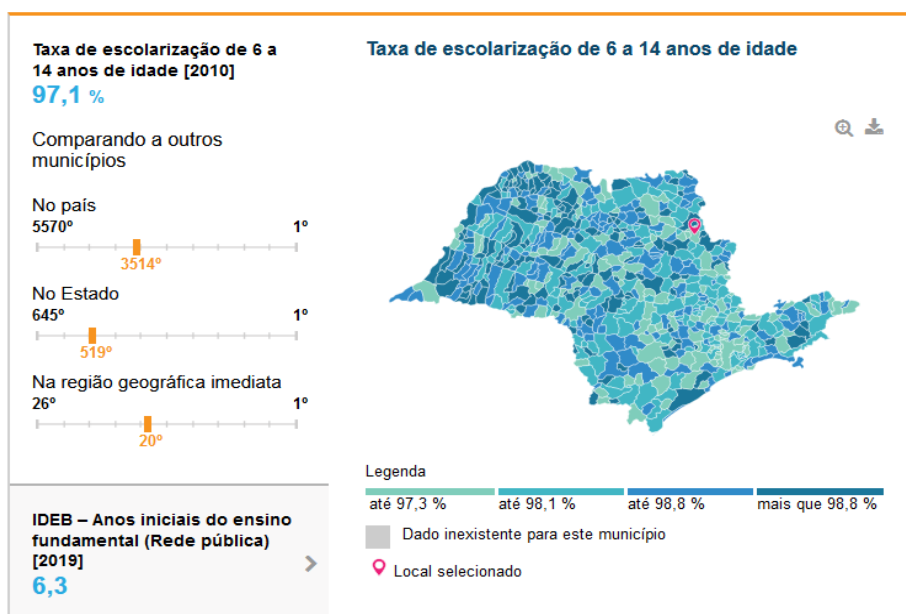 Taxa de escolarização de 6 a
14 anos de idade [2010]
97,1 %
Comparando a outros
municípios
No país
5570º 1º
3514º
No Estado
645º 1º
519º
Na região geográfica imediata
26º 1º
20º
IDEB – Anos iniciais do ensino
fundamental (Rede pública)
[2019]
6,3
Taxa de escolarização de 6 a 14 anos de idade
Legenda
até 97,3 % até 98,1 % até 98,8 % mais que 98,8 %
Dado inexistente para este município
Local selecionado